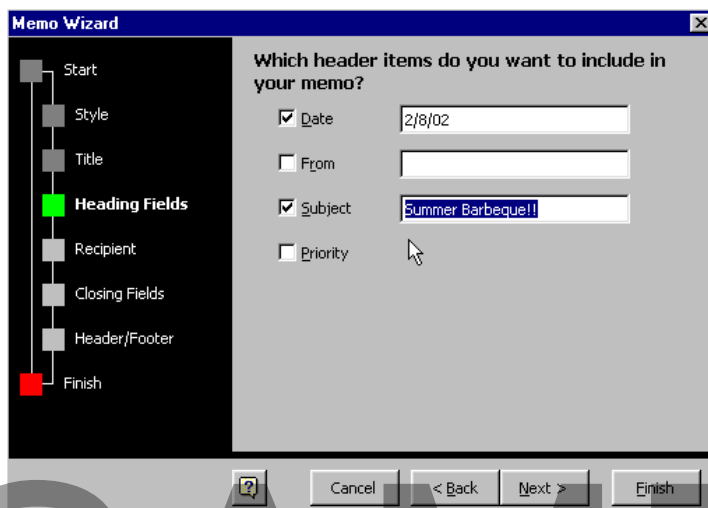 Memo Wizard
Start
Style
Title
Heading Fields
Recipient
Closing Fields
Header/Footer
Finish
Which header items do you want to include in
your memo?
Date 2/8/02
From
Subject Summer Barbeque!!
Priority
Cancel < Back Next > Finish